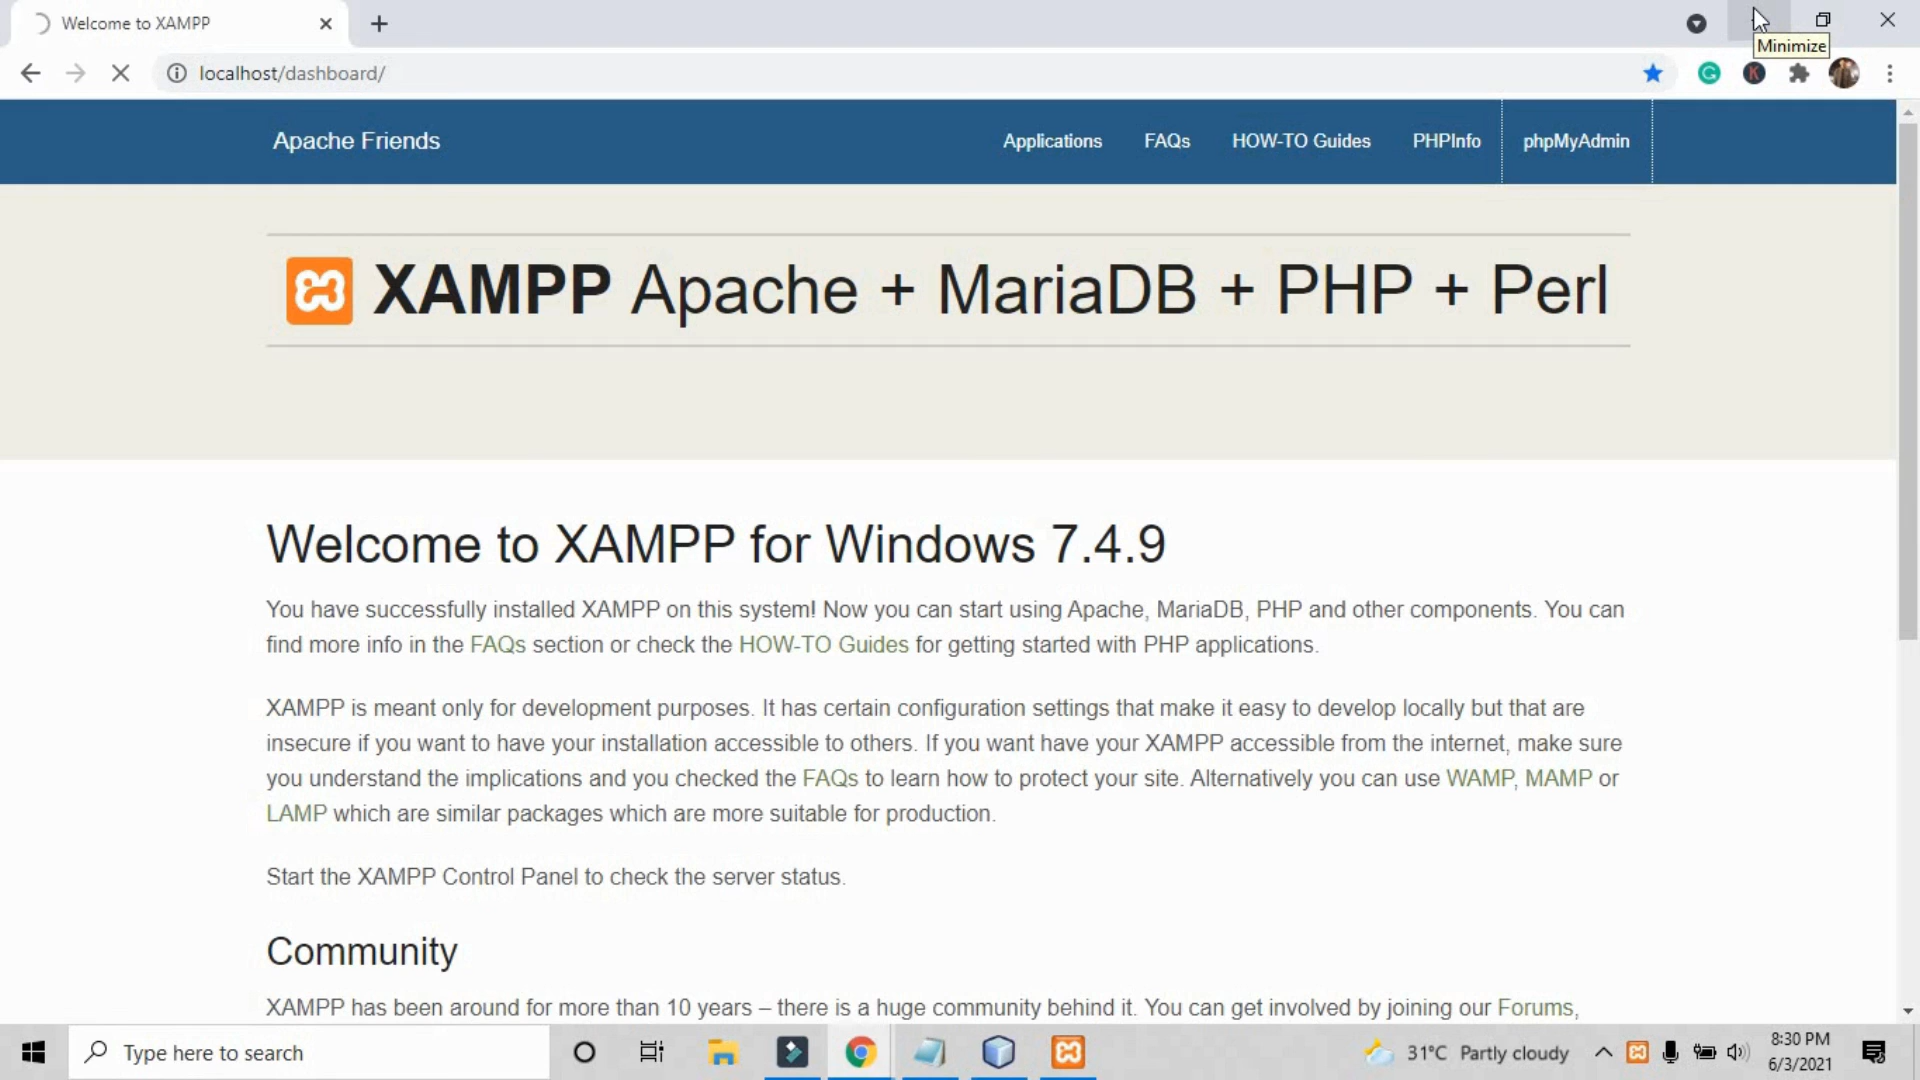 Welcome to XAMPP
Minimize
localhost/dashboard/
Apache Friends
Applications
FAQs
HOW-TO Guides
PHPInfo
phpMyAdmin
XAMPP Apache + MariaDB + PHP + Perl
Welcome to XAMPP for Windows 7.4.9
You have successfully installed XAMPP on this system! Now you can start using Apache, MariaDB, PHP and other components. You can
find more info in the FAQs section or check the HOW-TO Guides for getting started with PHP applications.
XAMPP is meant only for development purposes. It has certain configuration settings that make it easy to develop locally but that are
insecure if you want to have your installation accessible to others. If you want have your XAMPP accessible from the internet, make sure
you understand the implications and you checked the FAQs to learn how to protect your site. Alternatively you can use WAMP, MAMP or
LAMP which are similar packages which are more suitable for production.
Start the XAMPP Control Panel to check the server status.
Community
XAMPP has been around for more than 10 years – there is a huge community behind it. You can get involved by joining our Forums,
Type here to search
31°C Partly cloudy
8:30 PM
6/3/2021